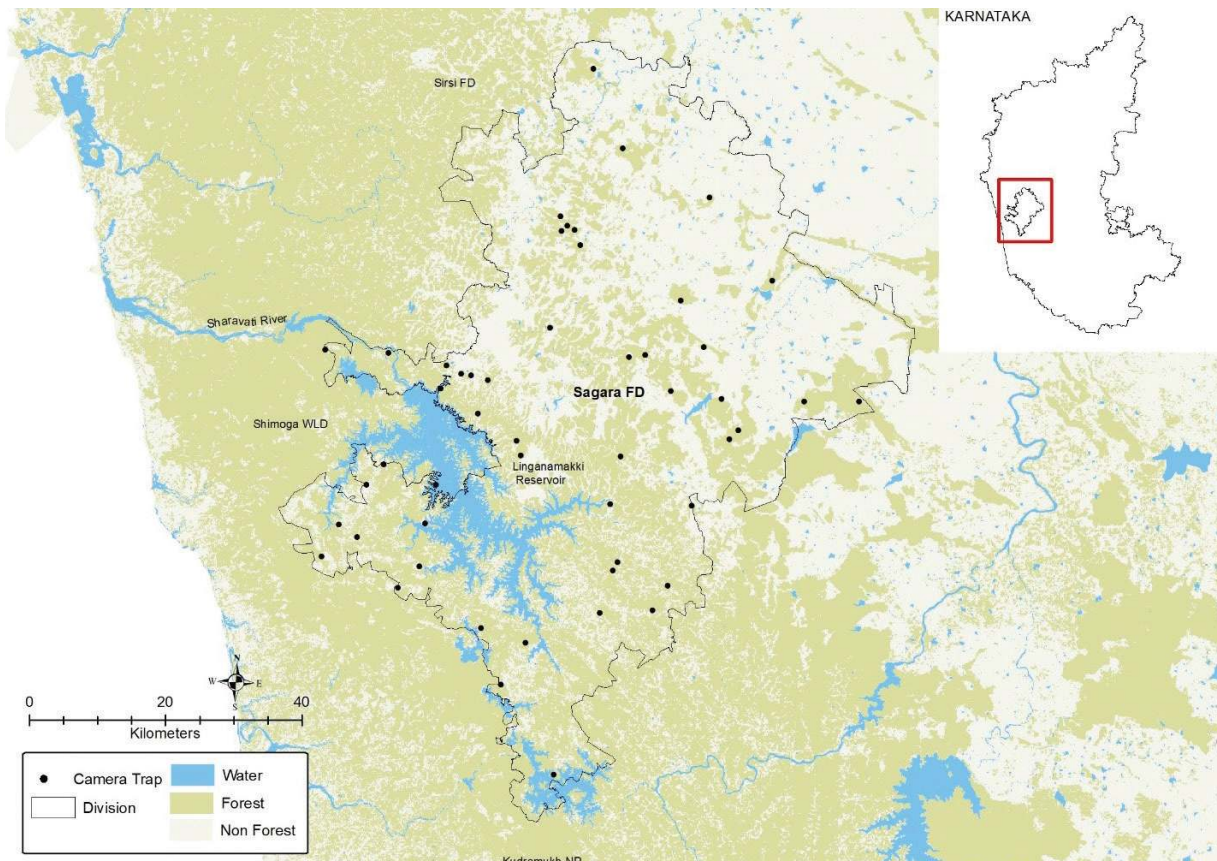 KARNATAKA
Sirsi FD
Sharavati River
Sagara FD
Shimoga WLD
Linganamakki
Reservoir
N
W E
S
0 20 40
Kilometers
Camera Trap
Water
Division
Forest
Non Forest
Kudremukh NP